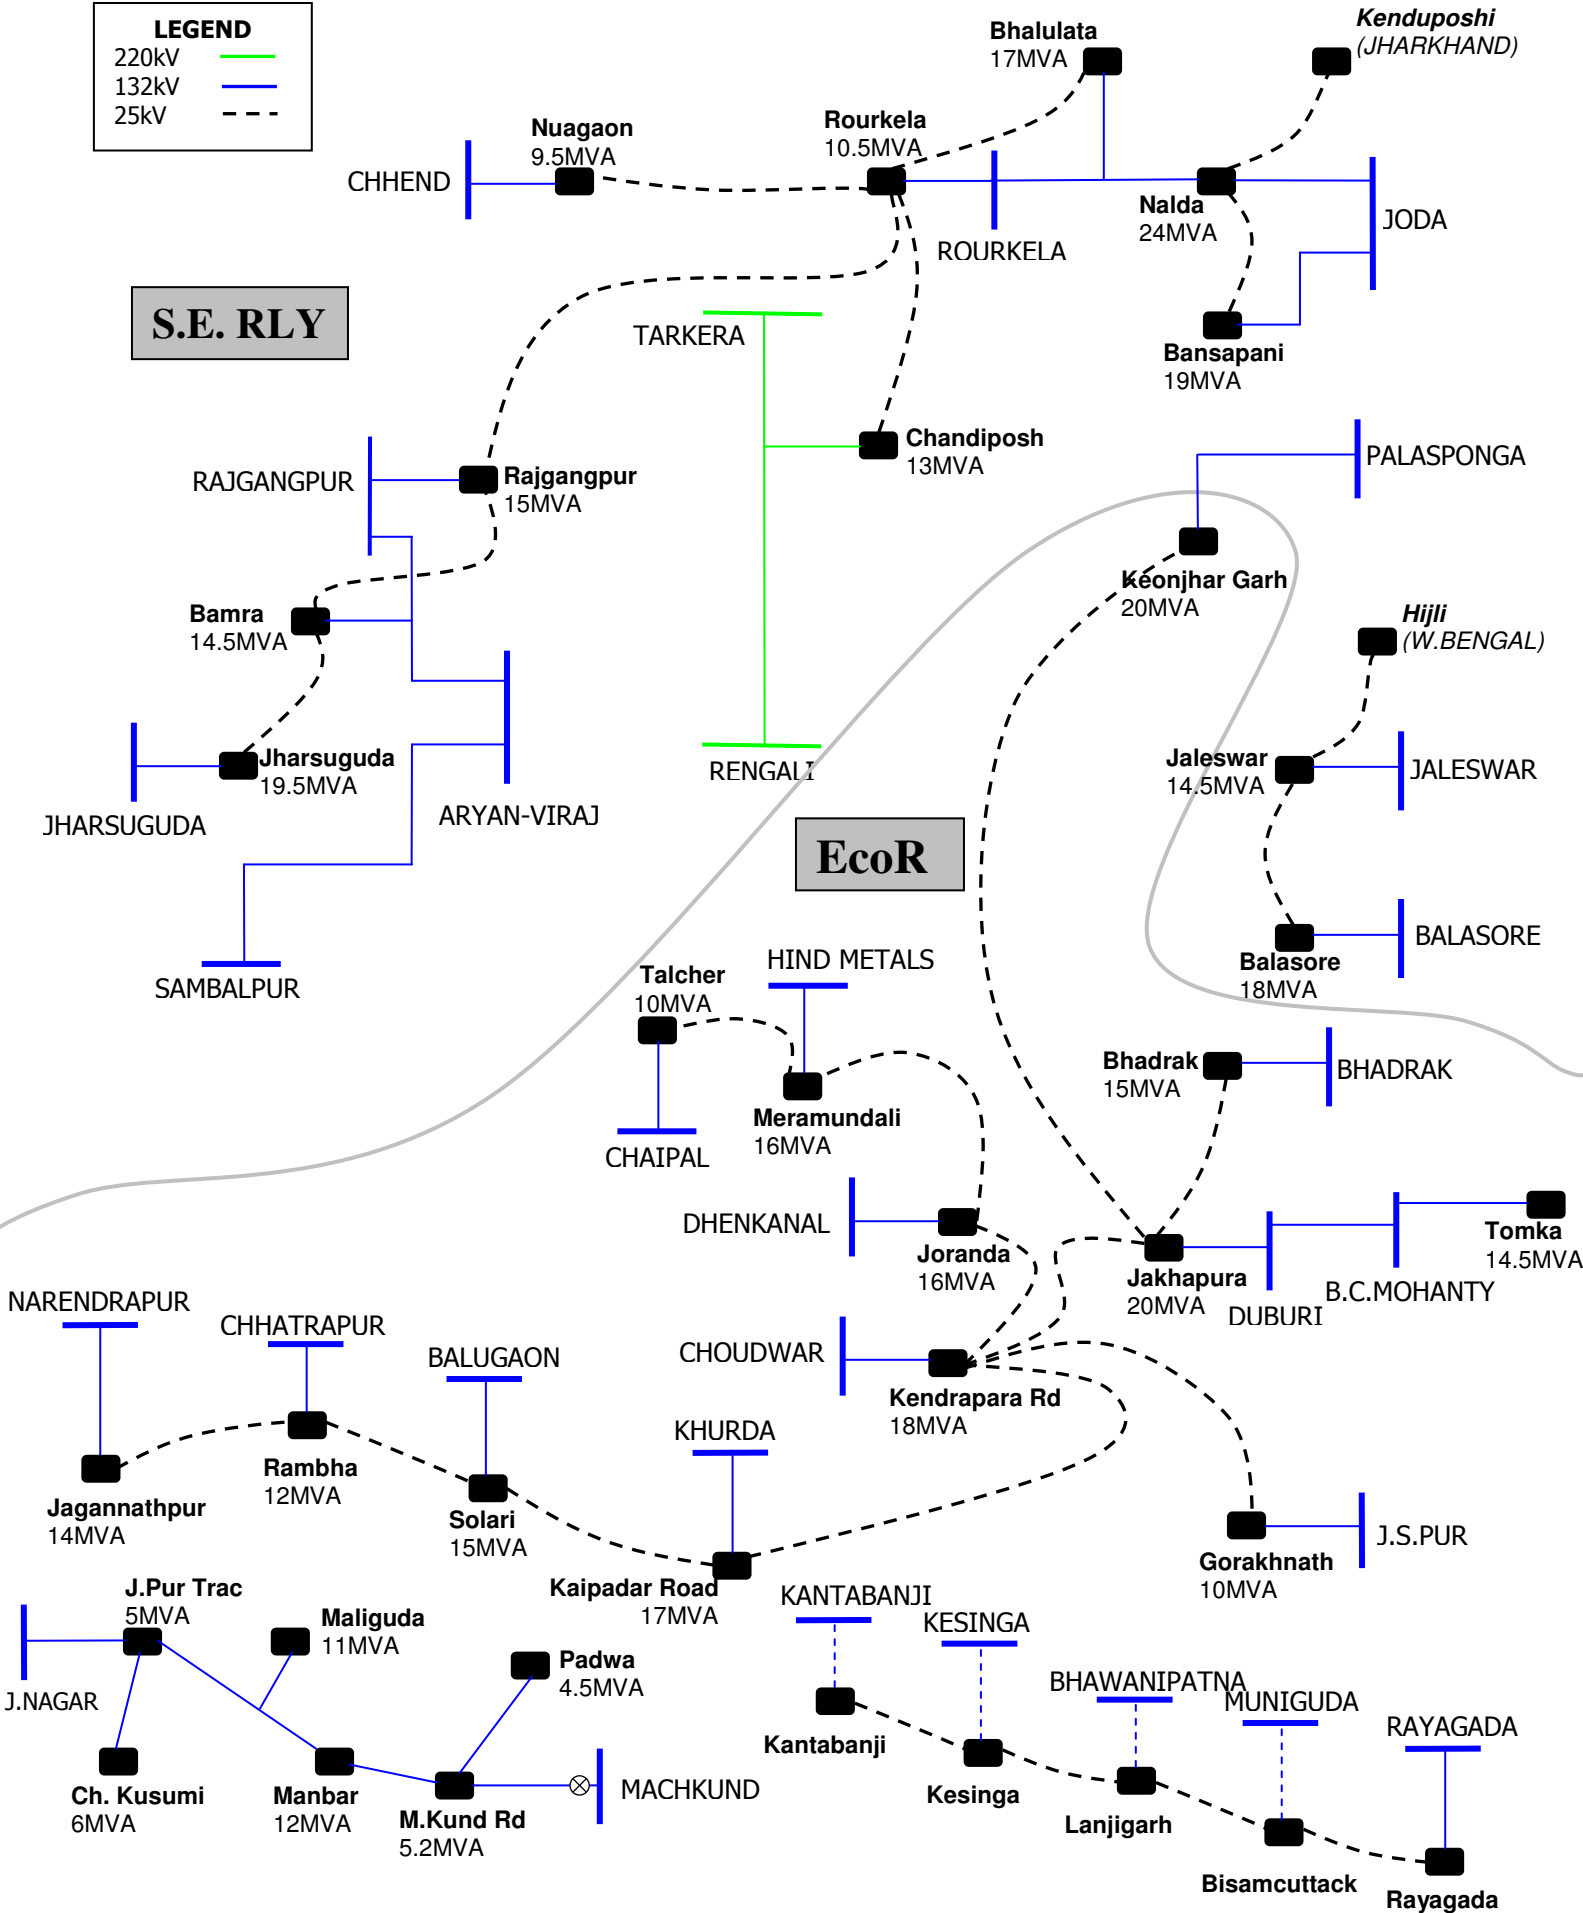 LEGEND
220kV
132kV
25kV
Bhalulata
17MVA
Kenduposhi
(JHARKHAND)
Nuagaon
9.5MVA
Rourkela
10.5MVA
CHHEND
Nalda
24MVA
JODA
ROURKELA
S.E. RLY
TARKERA
Bansapani
19MVA
Chandiposh
13MVA
PALASPONGA
RAJGANGPUR
Rajgangpur
15MVA
Keonjhar Garh
20MVA
Bamra
14.5MVA
Hijli
(W.BENGAL)
Jharsuguda
19.5MVA
RENGALI
Jaleswar
14.5MVA
JALESWAR
JHARSUGUDA
ARYAN-VIRAJ
EcoR
BALASORE
Balasore
18MVA
SAMBALPUR
Talcher
10MVA
HIND METALS
Bhadrak
15MVA
BHADRAK
Meramundali
16MVA
CHAIPAL
DHENKANAL
Joranda
16MVA
Jakhapura
20MVA
DUBURI
B.C.MOHANTY
Tomka
14.5MVA
NARENDRAPUR
CHHATRAPUR
BALUGAON
CHOUDWAR
Kendrapara Rd
18MVA
KHURDA
Rambha
12MVA
Jagannathpur
14MVA
Solari
15MVA
J.S.PUR
Gorakhnath
10MVA
Kaipadar Road
17MVA
J.Pur Trac
5MVA
Maliguda
11MVA
KANTABANJI
KESINGA
Padwa
4.5MVA
J.NAGAR
BHAWANIPATNA
MUNIGUDA
RAYAGADA
Kantabanji
Ch. Kusumi
6MVA
Manbar
12MVA
MACHKUND
M.Kund Rd
5.2MVA
Kesinga
Lanjigarh
Bisamcuttack
Rayagada